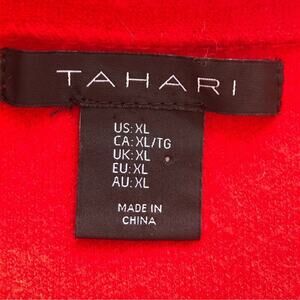 TAHARI
US: XL
CA: XL/TG
UK: XL
EU: XL
AU: XL
MADE IN
CHINA